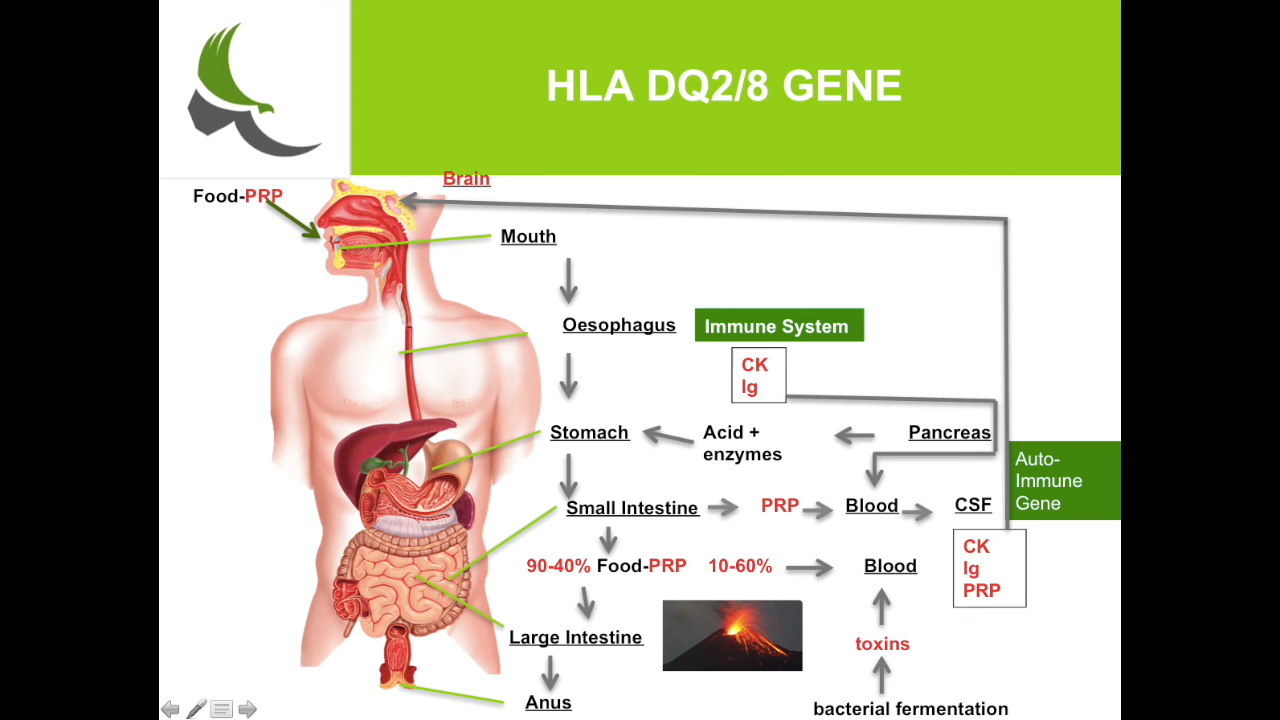 HLA DQ2/8 GENE
Brain
Food-PRP
Mouth
Oesophagus
Immune System
CK
Ig
Stomach
Acid +
enzymes
Pancreas
Auto-
Immune
Gene
Small Intestine
PRP
Blood
CSF
CK
Ig
PRP
90-40% Food-PRP
10-60%
Blood
Large Intestine
toxins
Anus
bacterial fermentation